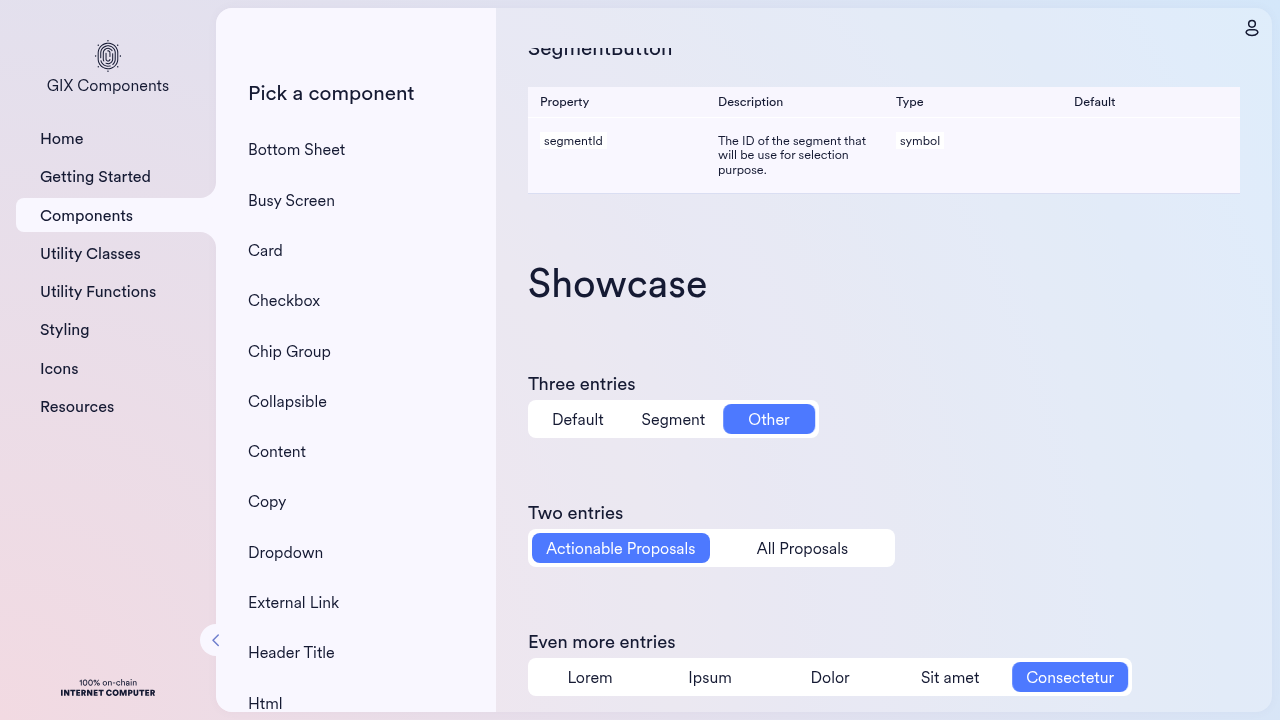 GIX Components
Home
Getting Started
Components
Utility Classes
Utility Functions
Styling
Icons
Resources
100% on-chain
INTERNET COMPUTER
Pick a component
Bottom Sheet
Busy Screen
Card
Checkbox
Chip Group
Collapsible
Content
Copy
Dropdown
External Link
Header Title
Html
SegmentButton
Property Description Type Default
segmentId The ID of the segment that symbol
will be use for selection
purpose.
Showcase
Three entries
Default Segment Other
Two entries
Actionable Proposals All Proposals
Even more entries
Lorem Ipsum Dolor Sit amet Consectetur